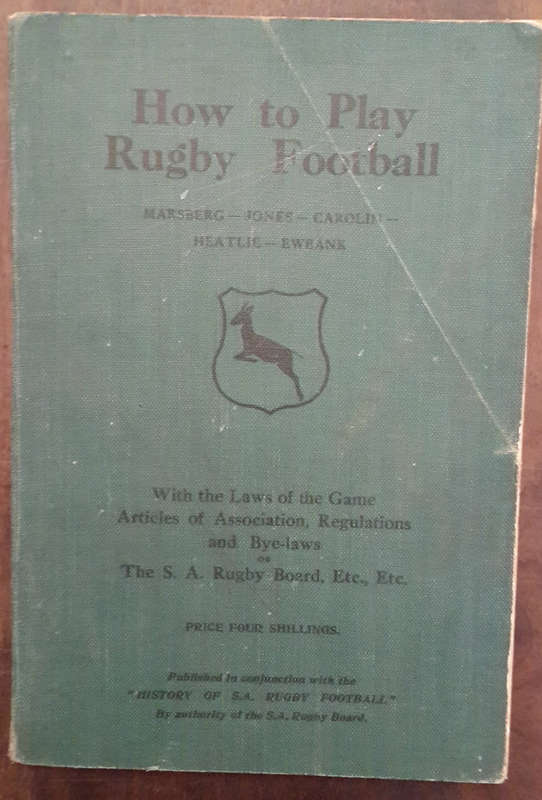 How to Play
Rugby Football
MARSBERG — JONES — CAROLIN —
HEATLIE — EWBANK
With the Laws of the Game
Articles of Association, Regulations
and Bye-laws
OF
The S. A. Rugby Board, Etc., Etc.
PRICE FOUR SHILLINGS.
Published in conjunction with the
"HISTORY OF S.A. RUGBY FOOTBALL"
By authority of the S.A. Rugby Board.